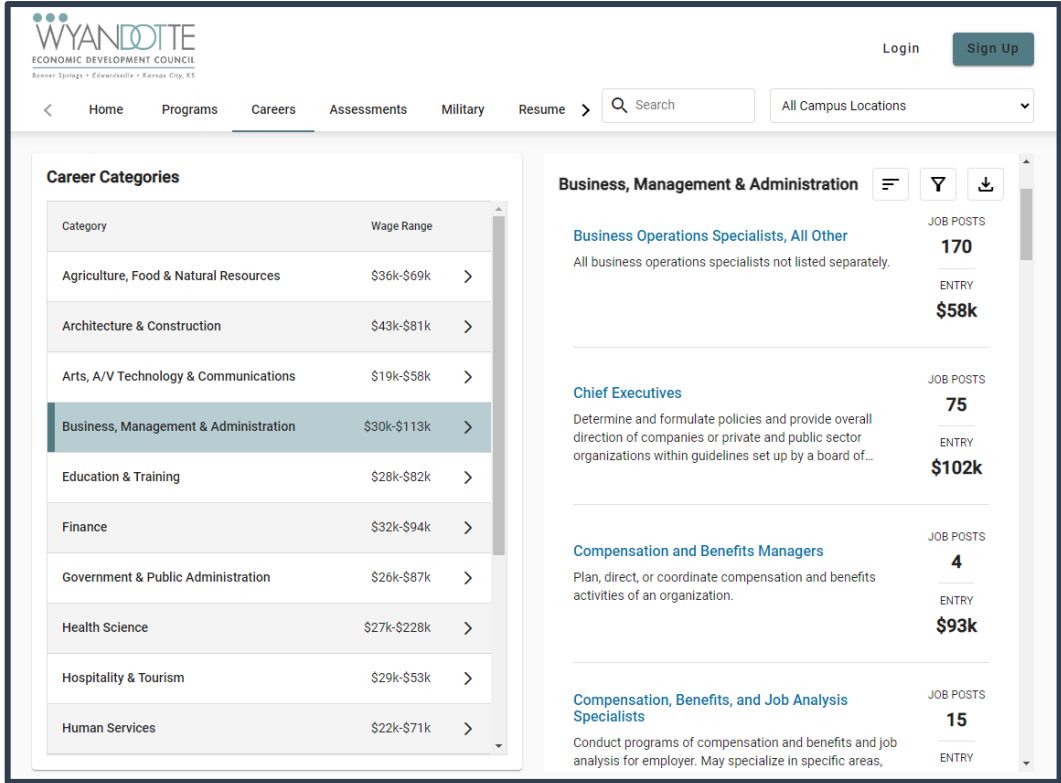 WYANDOTTE
ECONOMIC DEVELOPMENT COUNCIL
Bonner Springs • Edwardsville • Kansas City, KS
Login
Sign Up
Home
Programs
Careers
Assessments
Military
Resume
Search
All Campus Locations
Career Categories
Category Wage Range
Agriculture, Food & Natural Resources $36k-$69k
Architecture & Construction $43k-$81k
Arts, A/V Technology & Communications $19k-$58k
Business, Management & Administration $30k-$113k
Education & Training $28k-$82k
Finance $32k-$94k
Government & Public Administration $26k-$87k
Health Science $27k-$228k
Hospitality & Tourism $29k-$53k
Human Services $22k-$71k
Business, Management & Administration
Business Operations Specialists, All Other
All business operations specialists not listed separately.
JOB POSTS
170
ENTRY
$58k
Chief Executives
Determine and formulate policies and provide overall
direction of companies or private and public sector
organizations within guidelines set up by a board of...
JOB POSTS
75
ENTRY
$102k
Compensation and Benefits Managers
Plan, direct, or coordinate compensation and benefits
activities of an organization.
JOB POSTS
4
ENTRY
$93k
Compensation, Benefits, and Job Analysis
Specialists
Conduct programs of compensation and benefits and job
analysis for employer. May specialize in specific areas,
JOB POSTS
15
ENTRY